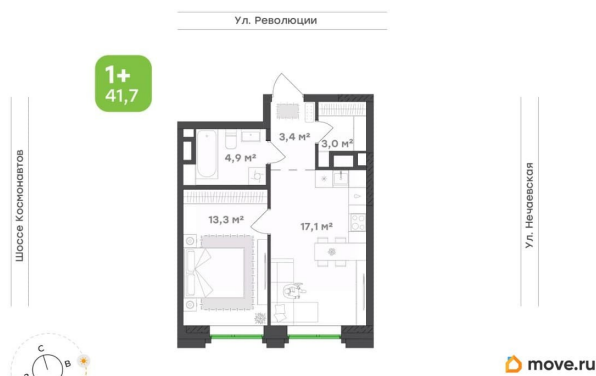 Ул. Революции
1+
41,7
Шоссе Космонавтов
3,4 м²
3,0 м²
4,9 м²
13,3 м²
17,1 м²
Ул. Нечаевская
С
В
З
move.ru